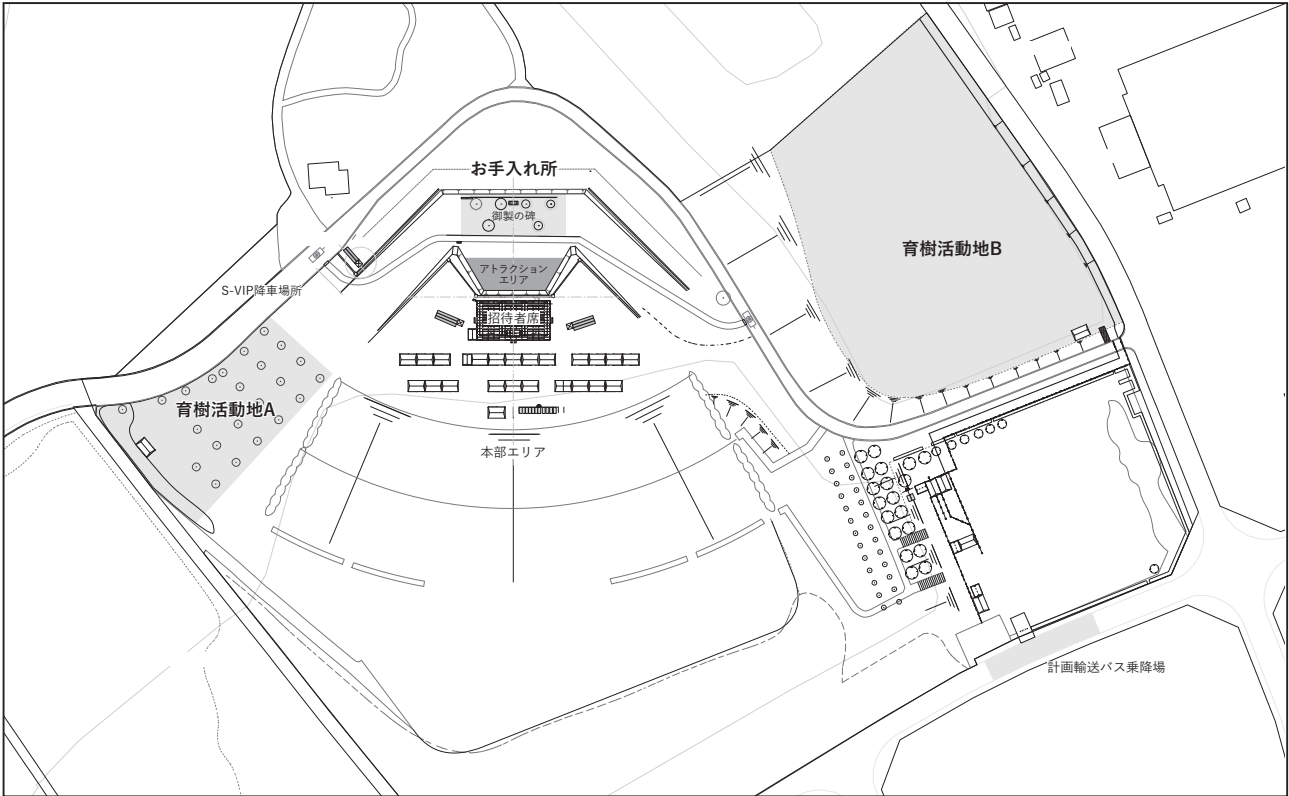 お手入れ所
御製の碑
育樹活動地B
アトラクション
エリア
S-VIP降車場所
招待者席
育樹活動地A
本部エリア
計画輸送バス乗降場